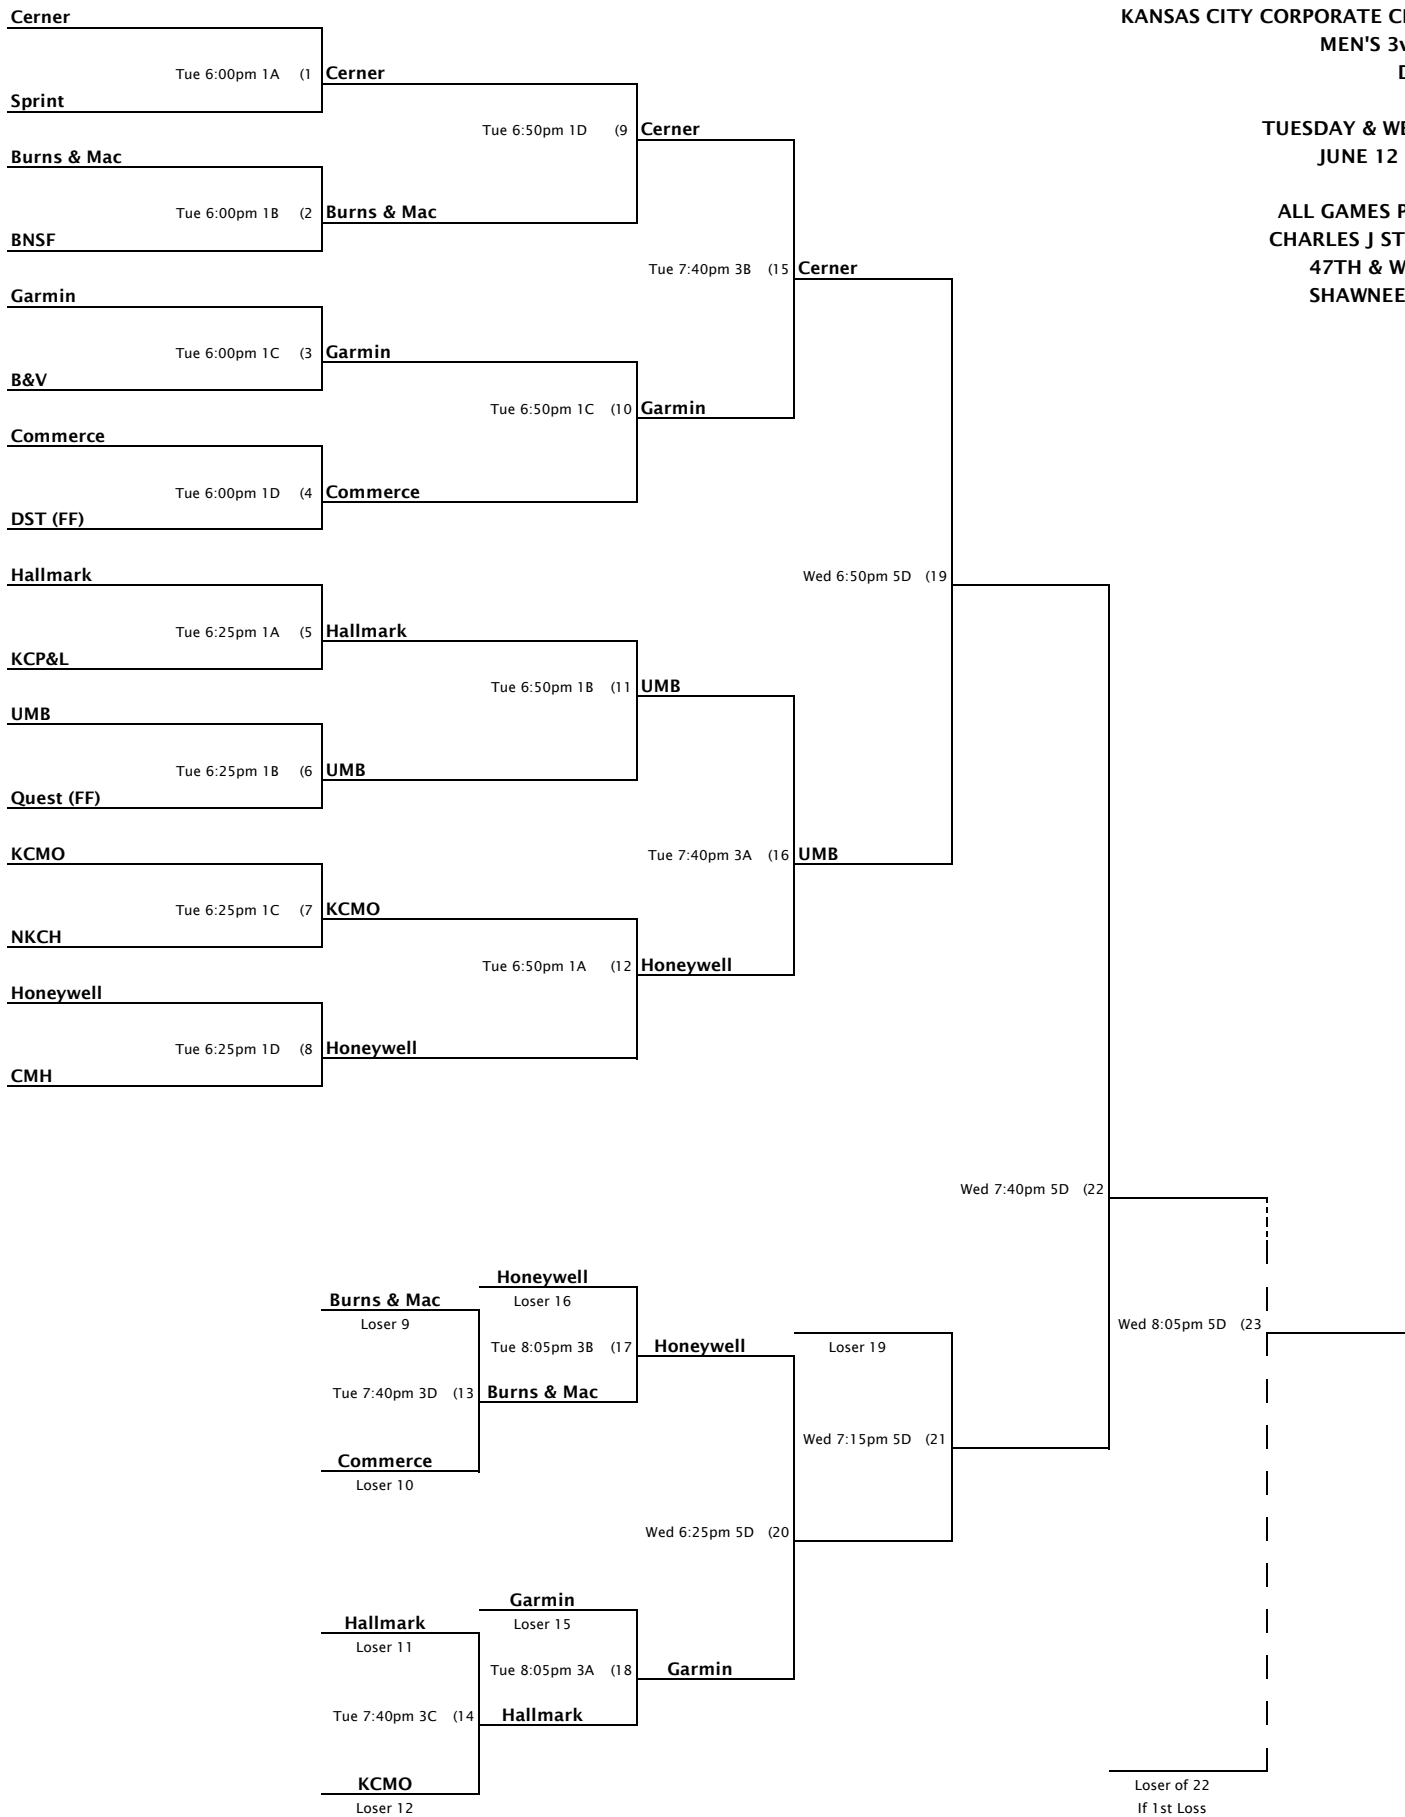 Cerner
KANSAS CITY CORPORATE
MEN'S
Tue 6:00pm 1A (1 Cerner
Sprint
Tue 6:50pm 1D (9 Cerner
TUESDAY &
Burns & Mac
JUNE 12
Tue 6:00pm 1B (2 Burns & Mac
ALL GAMES
BNSF
CHARLES J
Tue 7:40pm 3B (15 Cerner
47TH &
Garmin
SHAWNEE
Tue 6:00pm 1C (3 Garmin
B&V
Tue 6:50pm 1C (10 Garmin
Commerce
Tue 6:00pm 1D (4 Commerce
DST (FF)
Hallmark
Wed 6:50pm 5D (19
Tue 6:25pm 1A (5 Hallmark
KCP&L
Tue 6:50pm 1B (11 UMB
UMB
Tue 6:25pm 1B (6 UMB
Quest (FF)
KCMO
Tue 7:40pm 3A (16 UMB
Tue 6:25pm 1C (7 KCMO
NKCH
Tue 6:50pm 1A (12 Honeywell
Honeywell
Tue 6:25pm 1D (8 Honeywell
CMH
Wed 7:40pm 5D (22
Honeywell
Burns & Mac
Loser 16
Loser 9
Wed 8:05pm 5D (23
Tue 8:05pm 3B (17 Honeywell
Loser 19
Tue 7:40pm 3D (13 Burns & Mac
Wed 7:15pm 5D (21
Commerce
Loser 10
Wed 6:25pm 5D (20
Garmin
Hallmark
Loser 15
Loser 11
Tue 8:05pm 3A (18 Garmin
Tue 7:40pm 3C (14 Hallmark
KCMO
Loser of 22
Loser 12
If 1st Loss